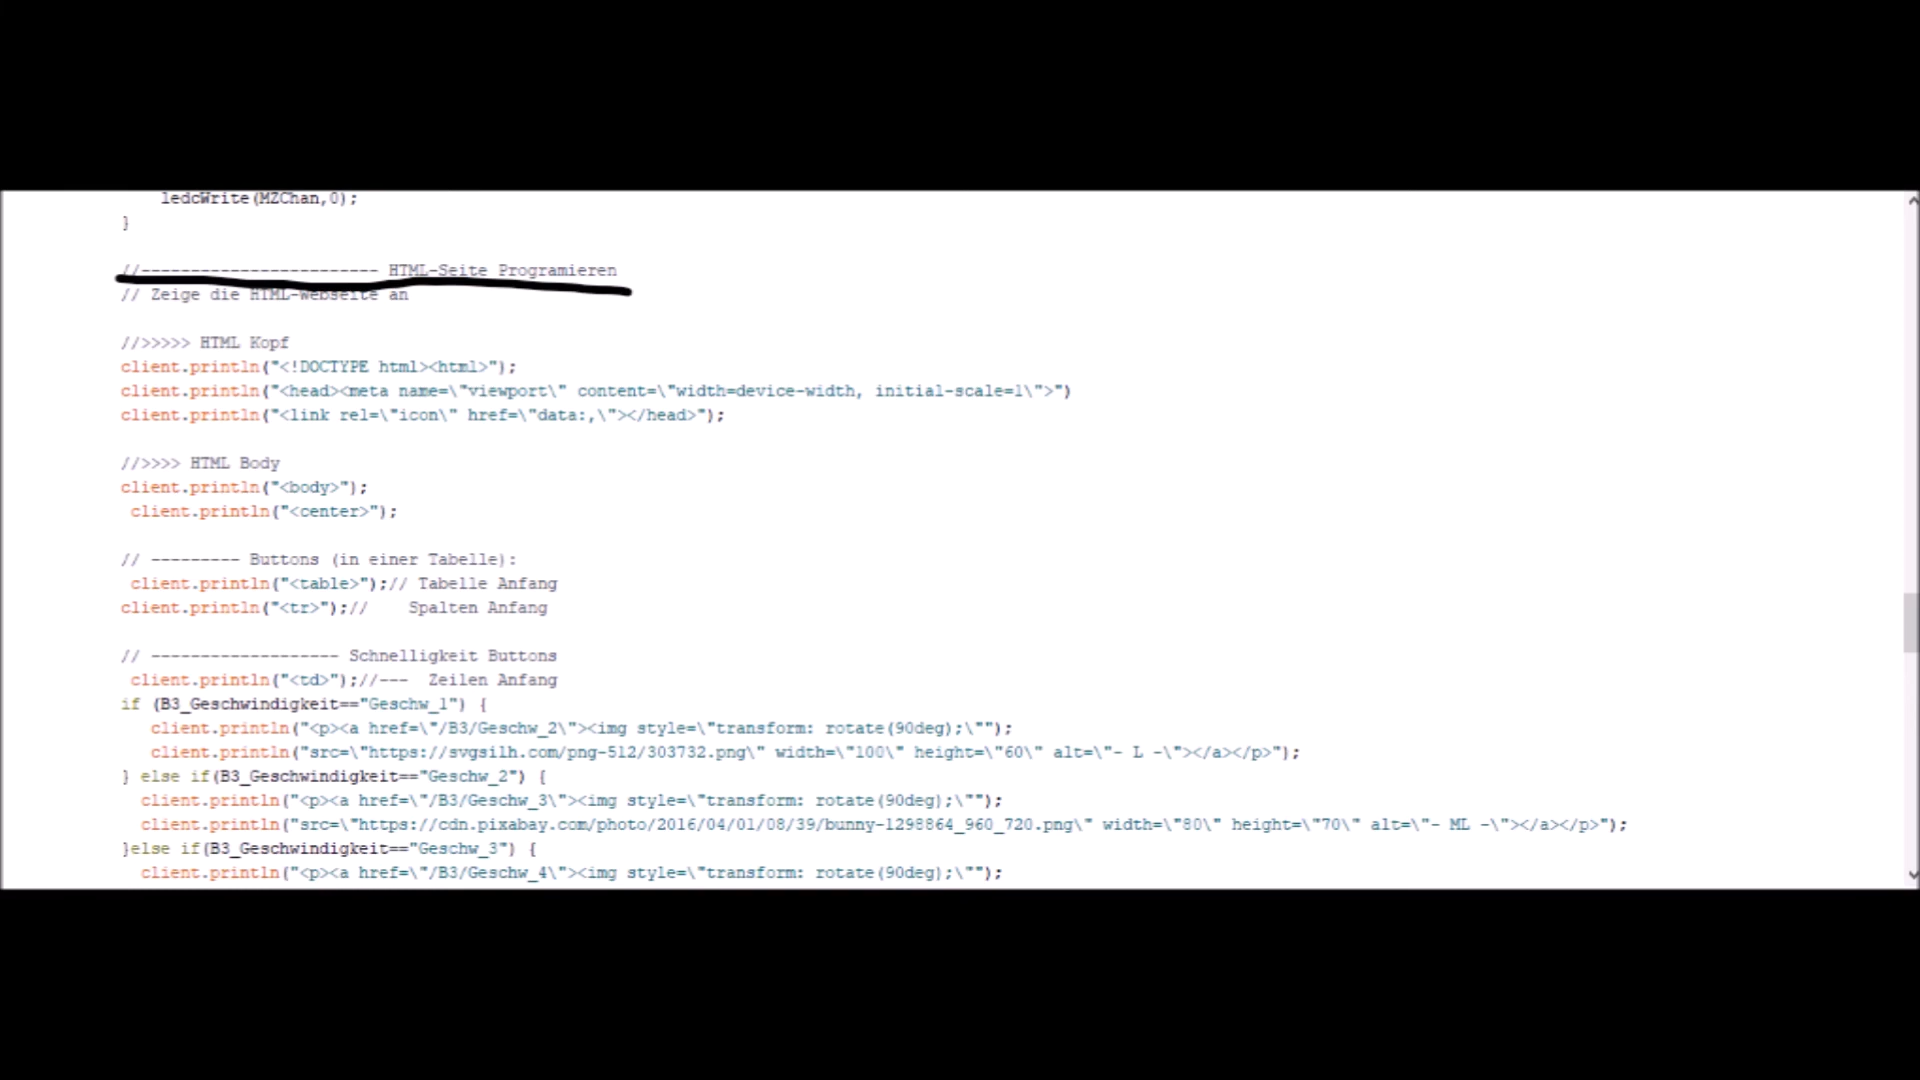 ledcWrite(MZChan,0);
}
//------------------------ HTML-Seite Programieren
// Zeige die HTML-Webseite an
//>>>>> HTML Kopf
client.println("<!DOCTYPE html><html>");
client.println("<head><meta name=\"viewport\" content=\"width=device-width, initial-scale=1\">")
client.println("<link rel=\"icon\" href=\"data:,\"></head>");
//>>>> HTML Body
client.println("<body>");
client.println("<center>");
// --------- Buttons (in einer Tabelle):
client.println("<table>");// Tabelle Anfang
client.println("<tr>");//    Spalten Anfang
// ------------------- Schnelligkeit Buttons
client.println("<td>");//---  Zeilen Anfang
if (B3_Geschwindigkeit=="Geschw_1") {
client.println("<p><a href=\"/B3/Geschw_2\"><img style=\"transform: rotate(90deg);\"");
client.println("src=\"https://svgsilh.com/png-512/303732.png\" width=\"100\" height=\"60\" alt=\"- L -\"></a></p>");
} else if(B3_Geschwindigkeit=="Geschw_2") {
client.println("<p><a href=\"/B3/Geschw_3\"><img style=\"transform: rotate(90deg);\"");
client.println("src=\"https://cdn.pixabay.com/photo/2016/04/01/08/39/bunny-1298864_960_720.png\" width=\"80\" height=\"70\" alt=\"- ML -\"></a></p>");
}else if(B3_Geschwindigkeit=="Geschw_3") {
client.println("<p><a href=\"/B3/Geschw_4\"><img style=\"transform: rotate(90deg);\"");